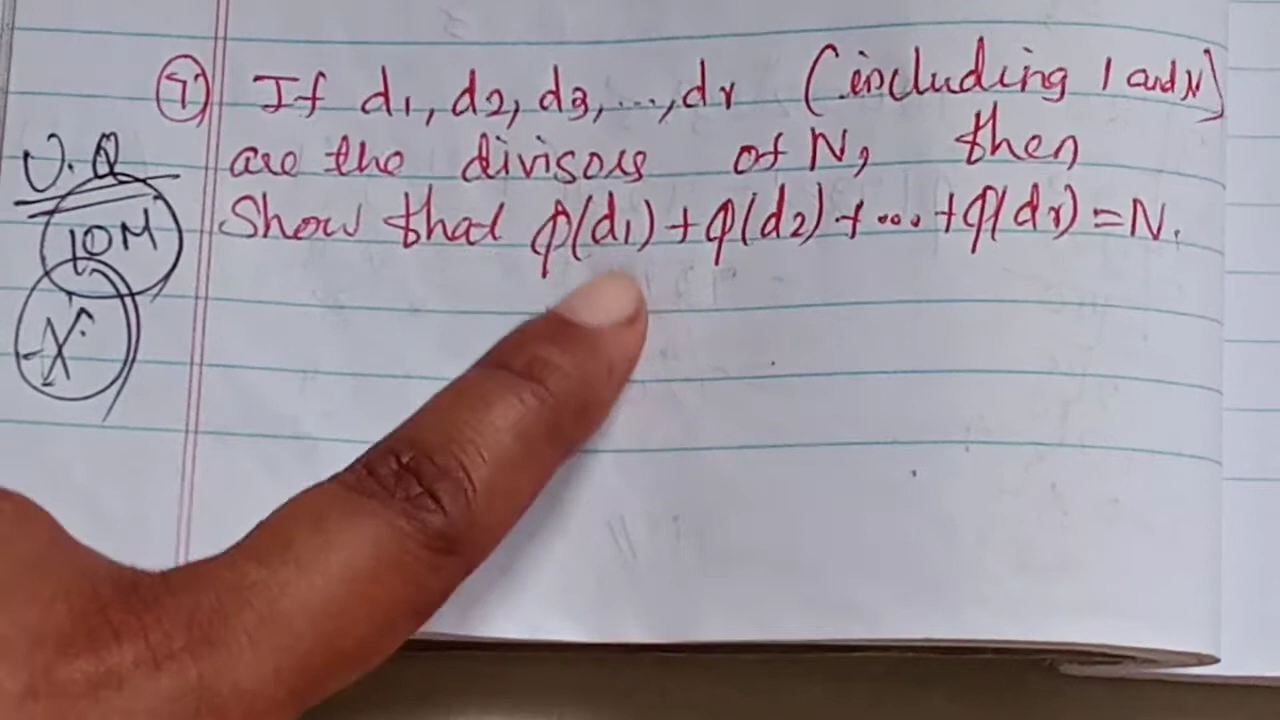 7) If d1, d2, d3, ..., dr (including 1 and N)
U.Q are the divisors of N, then
10M Show that φ(d1) + φ(d2) + ... + φ(dr) = N.